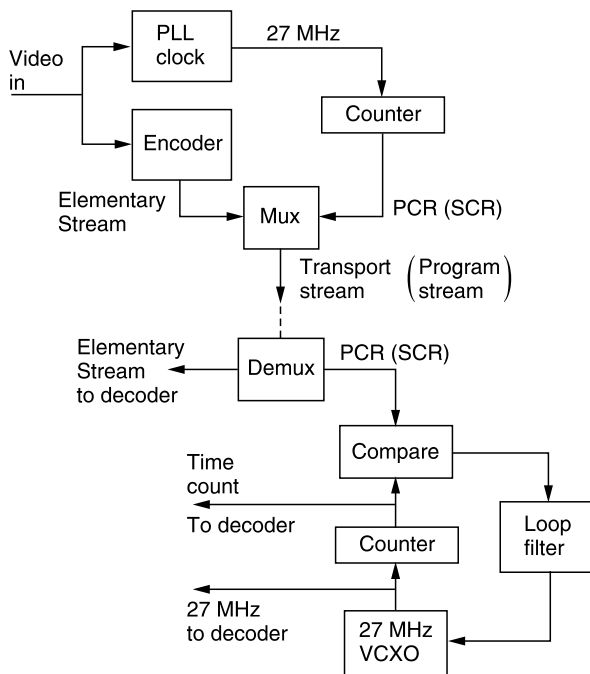 PLL
clock
27 MHz
Video
in
Counter
Encoder
Elementary
Stream
Mux
PCR (SCR)
Transport
stream
(Program
stream)
Elementary
Stream
to decoder
Demux
PCR (SCR)
Compare
Time
count
To decoder
Loop
filter
Counter
27 MHz
to decoder
27 MHz
VCXO